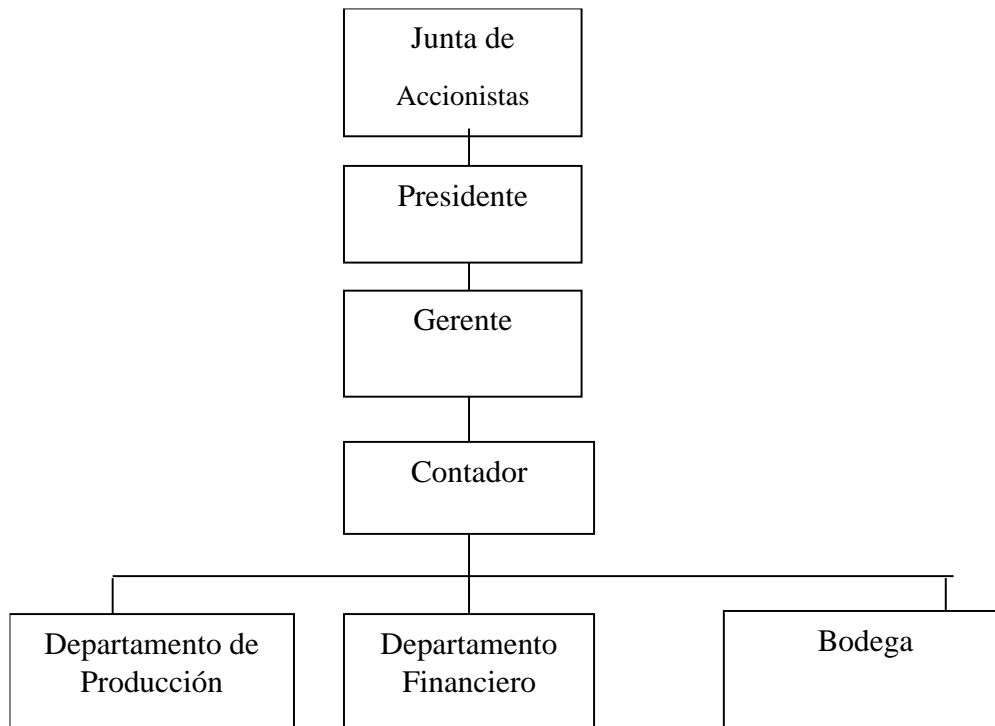 Junta de
Accionistas
Presidente
Gerente
Contador
Departamento de
Producción
Departamento
Financiero
Bodega